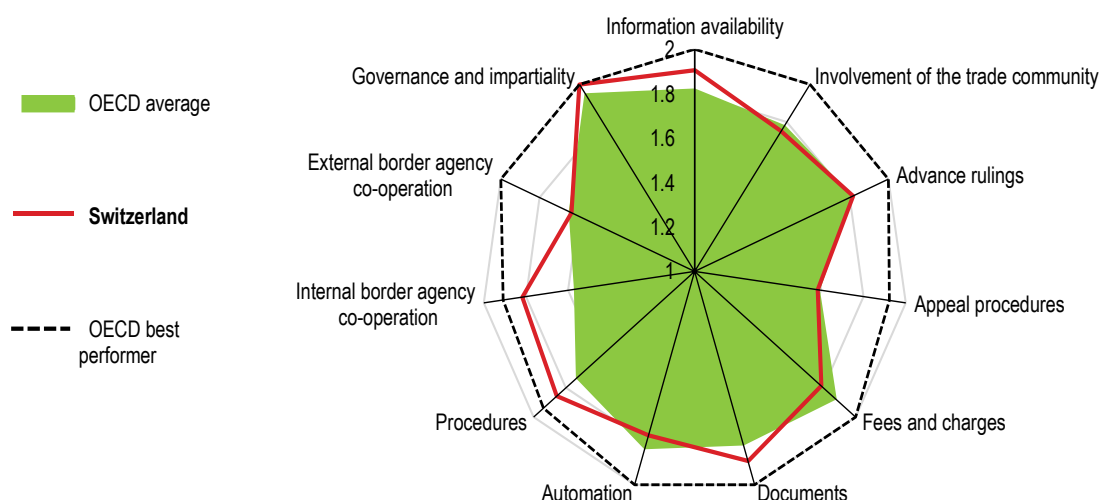 Information availability
2
Governance and impartiality
Involvement of the trade community
1.8
OECD average
1.6
External border agency
co-operation
Advance rulings
1.4
Switzerland
1.2
1
Internal border agency
co-operation
Appeal procedures
OECD best
performer
Procedures
Fees and charges
Automation
Documents